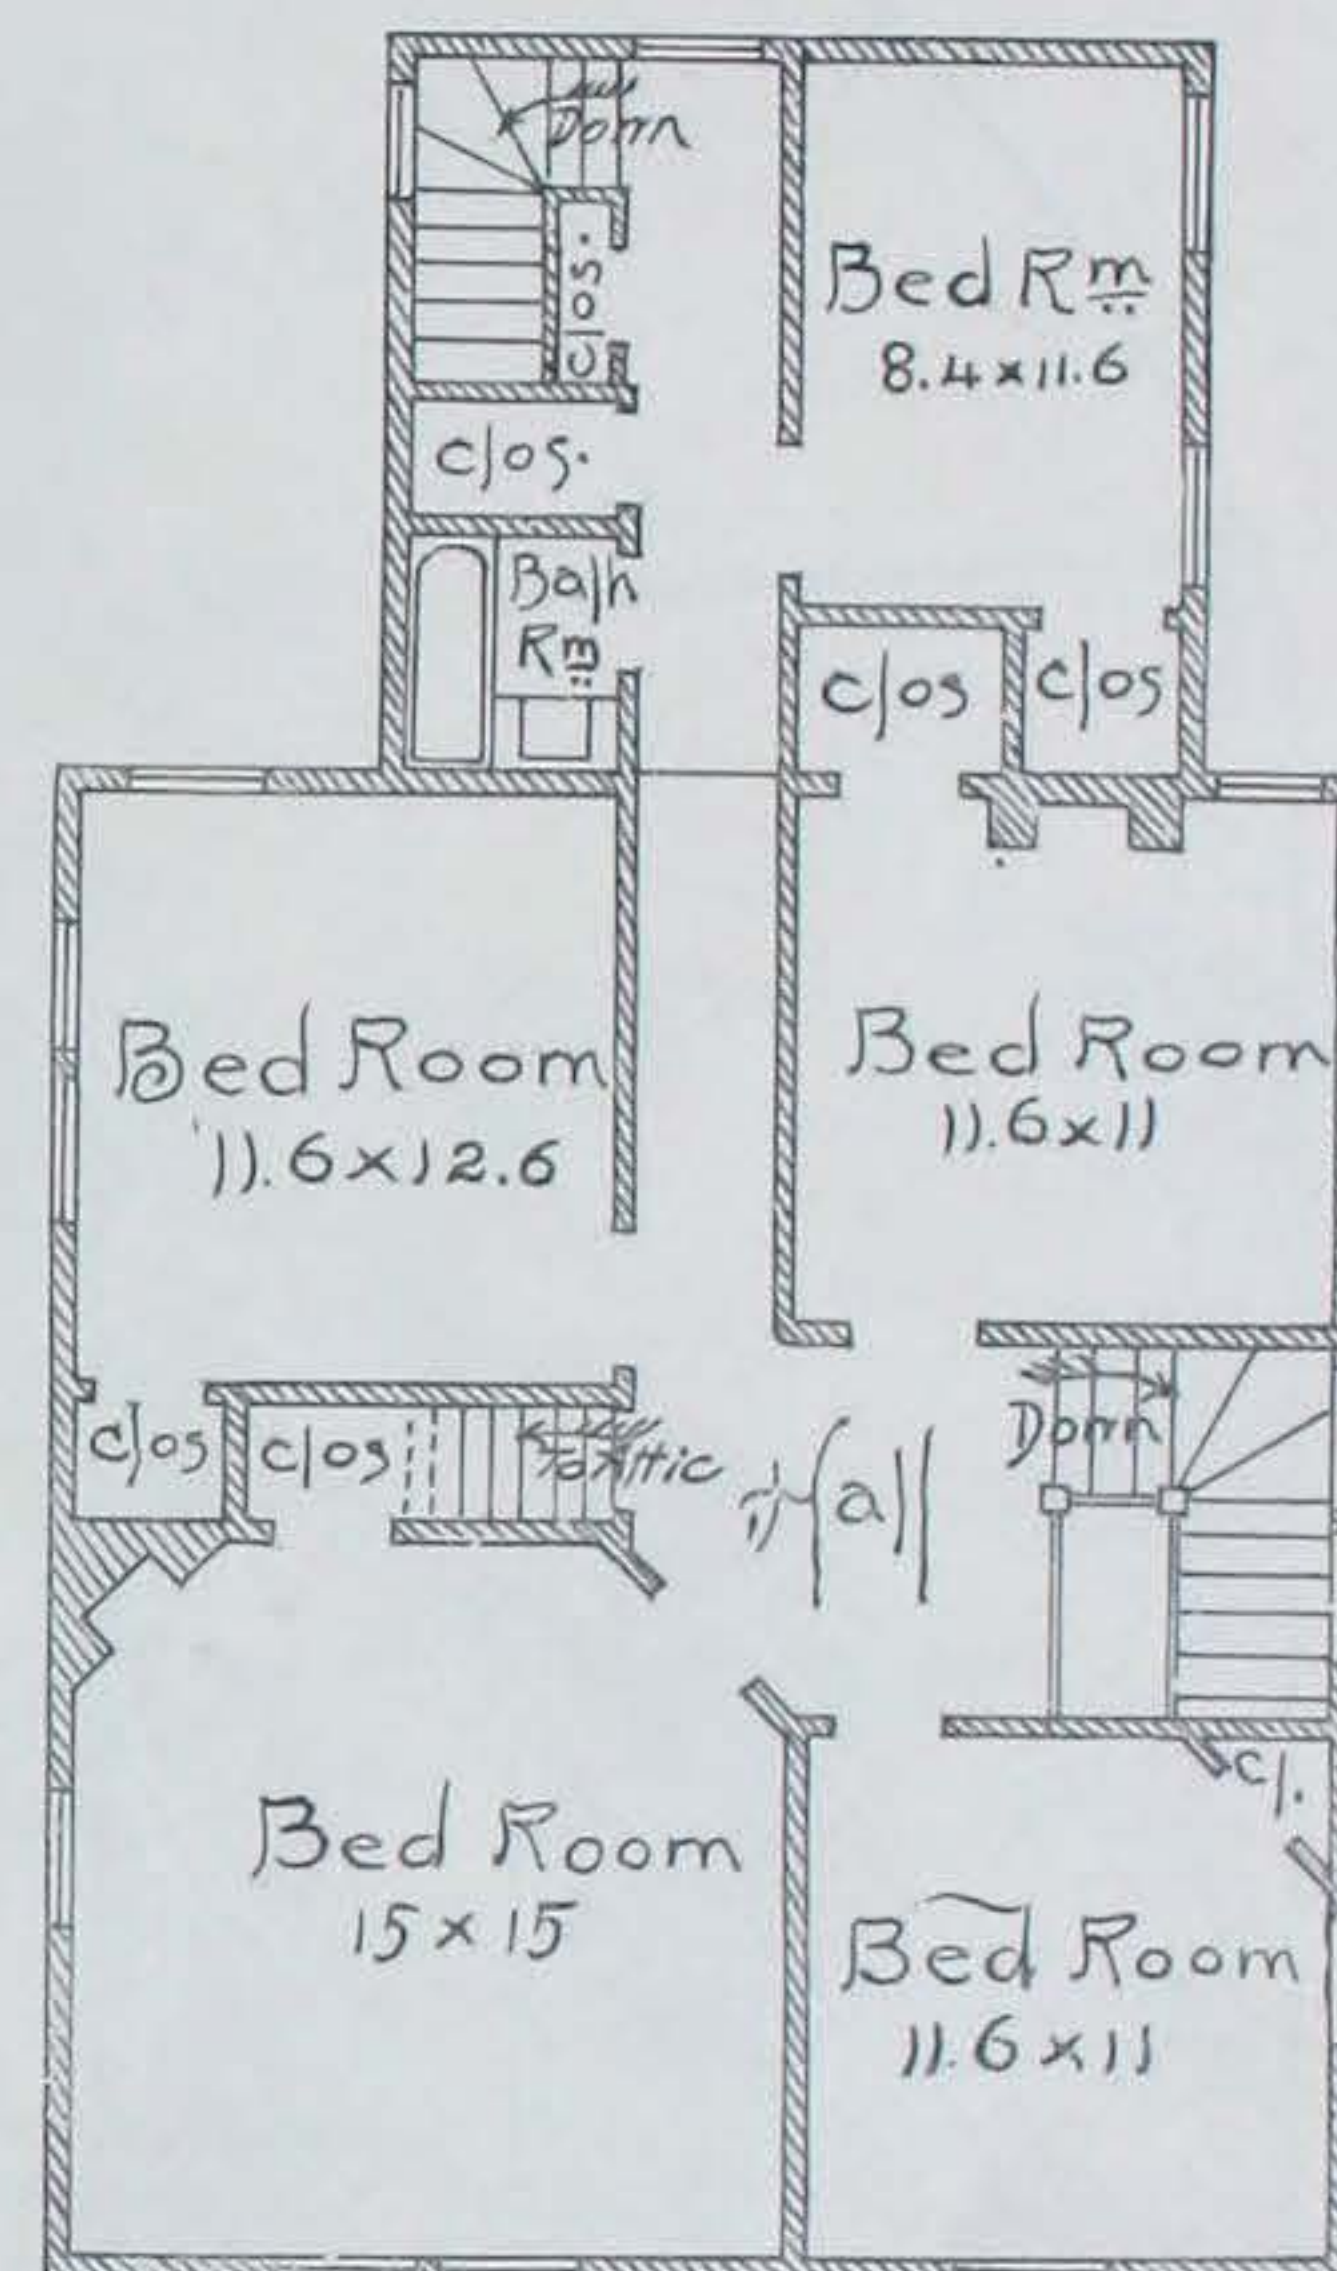 Down
Clos.
Bed Rm
8.4 x 11.6
Clos.
Bath
Rm
Clos
Clos
Bed Room
11.6 x 12.6
Bed Room
11.6 x 11
Clos
Clos
To Attic
Hall
Down
Cl.
Bed Room
15 x 15
Bed Room
11.6 x 11